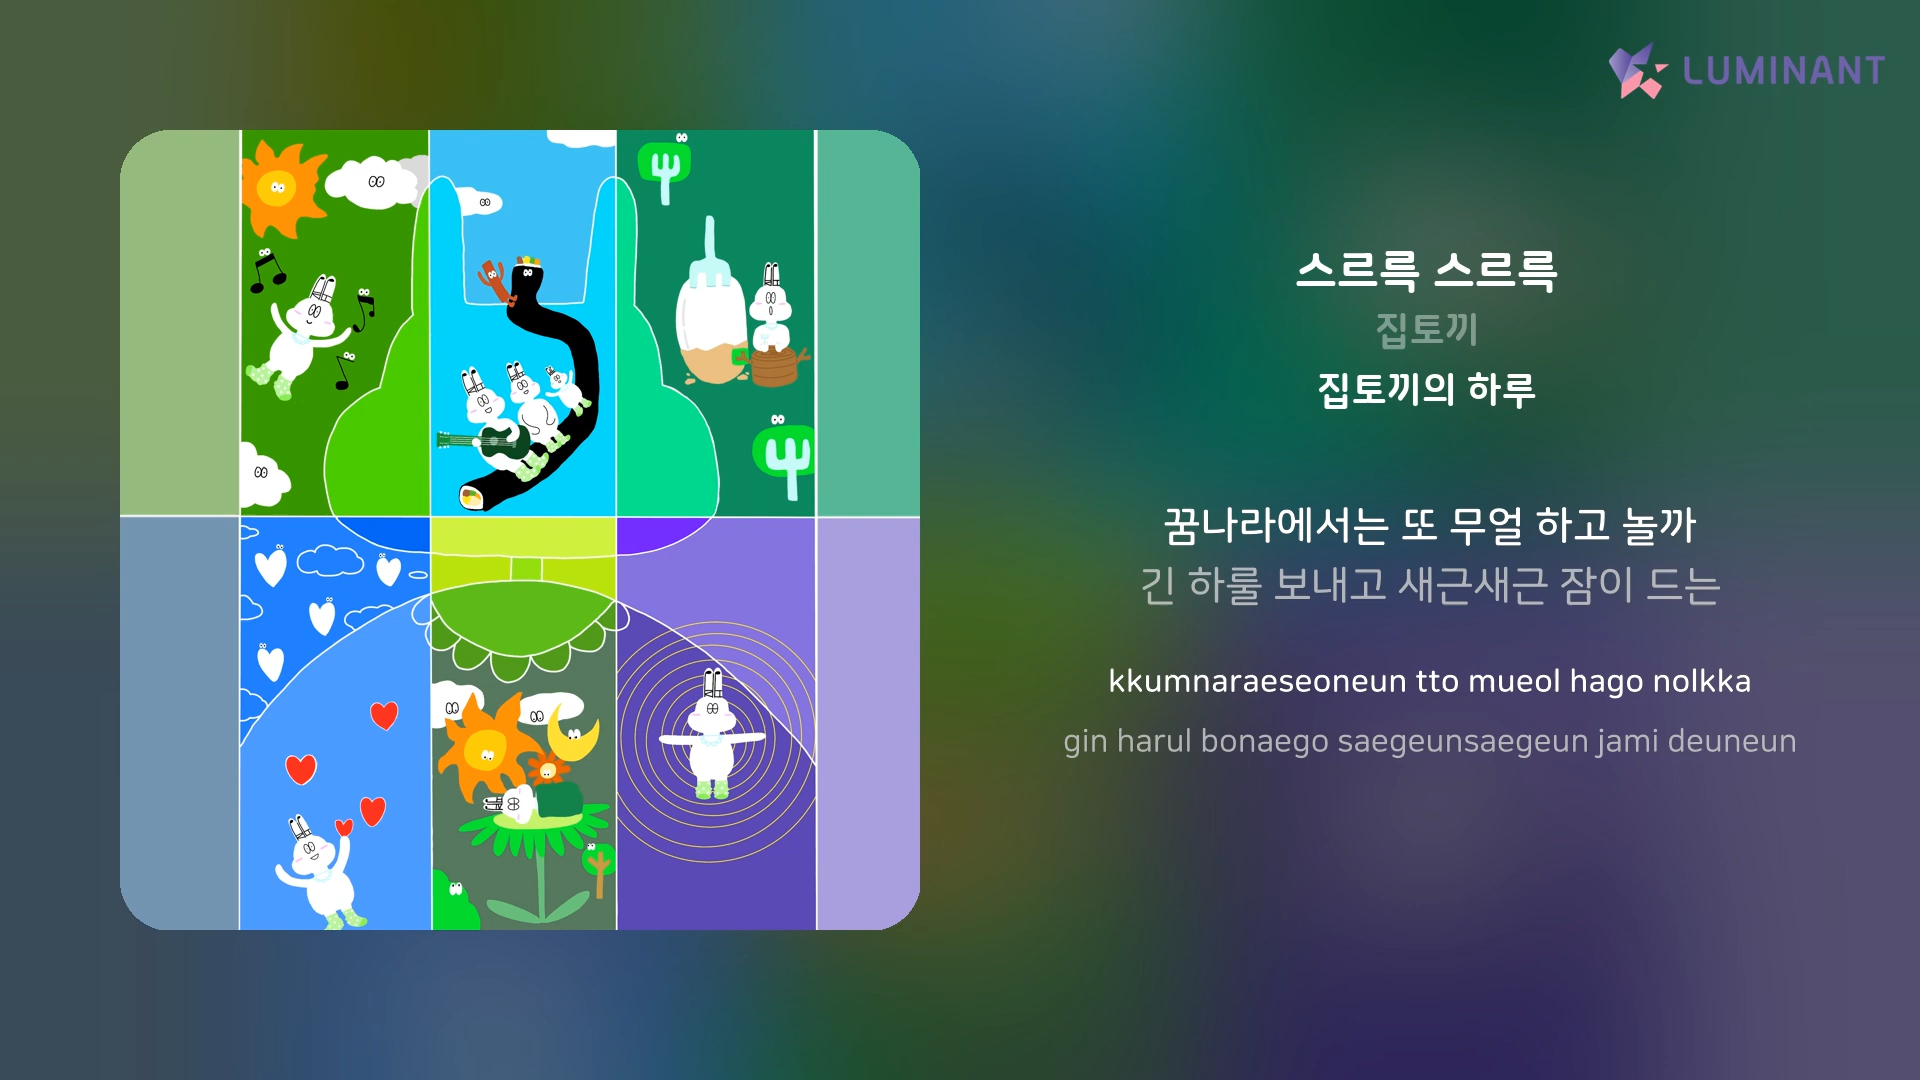 LUMINANT
스르륵 스르륵
집토끼
집토끼의 하루
꿈나라에서는 또 무얼 하고 놀까
긴 하룰 보내고 새근새근 잠이 드는
kkumnaraeseoneun tto mueol hago nolkka
gin harul bonaego saegeunsaegeun jami deuneun